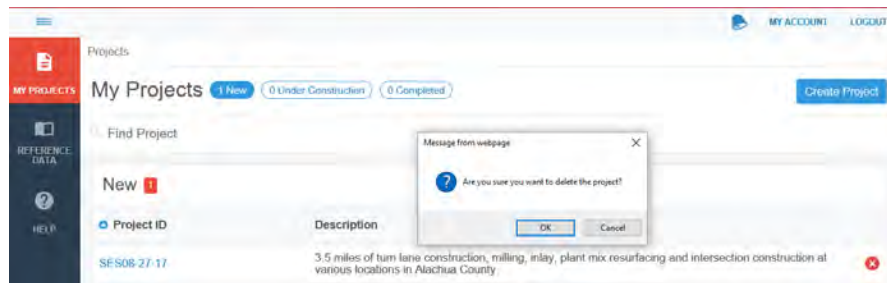 MY ACCOUNT LOGOUT
Projects
MY PROJECTS
My Projects 1 New 0 Under Construction 0 Completed Create Project
Find Project
REFERENCE DATA
Message from webpage
Are you sure you want to delete the project?
OK Cancel
New 1
HELP
Project ID Description
SES08-27-17 3.5 miles of turn lane construction, milling, inlay, plant mix resurfacing and intersection construction at
various locations in Alachua County